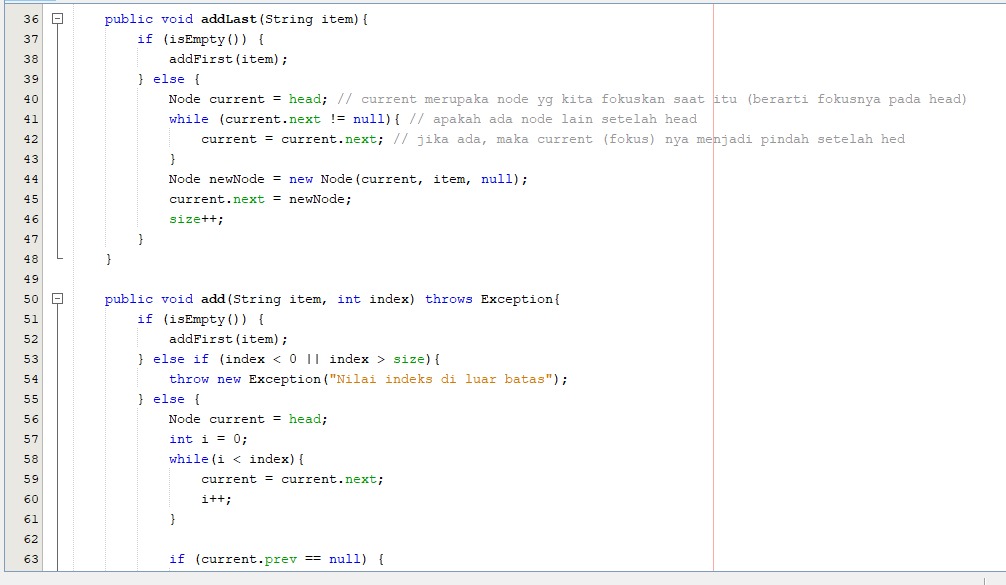 36 public void addLast(String item){
37 if (isEmpty()) {
38 addFirst(item);
39 } else {
40 Node current = head; // current merupaka node yg kita fokuskan saat itu (berarti fokusnya pada head)
41 while (current.next != null){ // apakah ada node lain setelah head
42 current = current.next; // jika ada, maka current (fokus) nya menjadi pindah setelah hed
43 }
44 Node newNode = new Node(current, item, null);
45 current.next = newNode;
46 size++;
47 }
48 }
49
50 public void add(String item, int index) throws Exception{
51 if (isEmpty()) {
52 addFirst(item);
53 } else if (index < 0 || index > size){
54 throw new Exception("Nilai indeks di luar batas");
55 } else {
56 Node current = head;
57 int i = 0;
58 while(i < index){
59 current = current.next;
60 i++;
61 }
62
63 if (current.prev == null) {